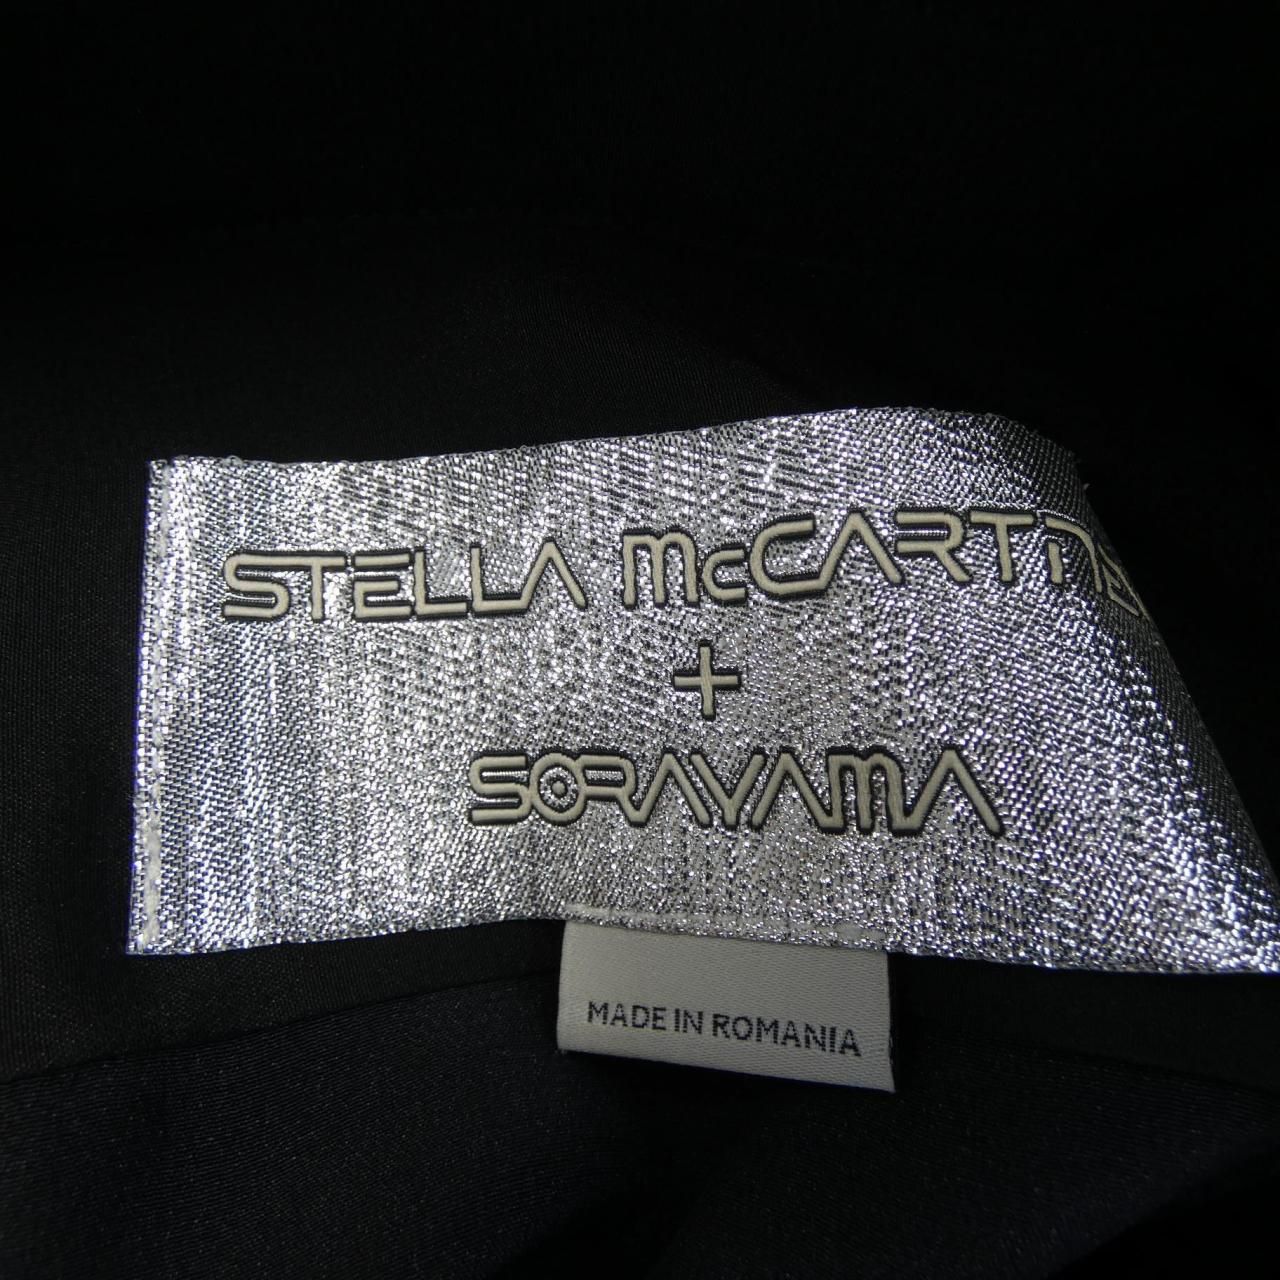 STELLA McCARTNEY
+
SORAYAMA
MADE IN ROMANIA